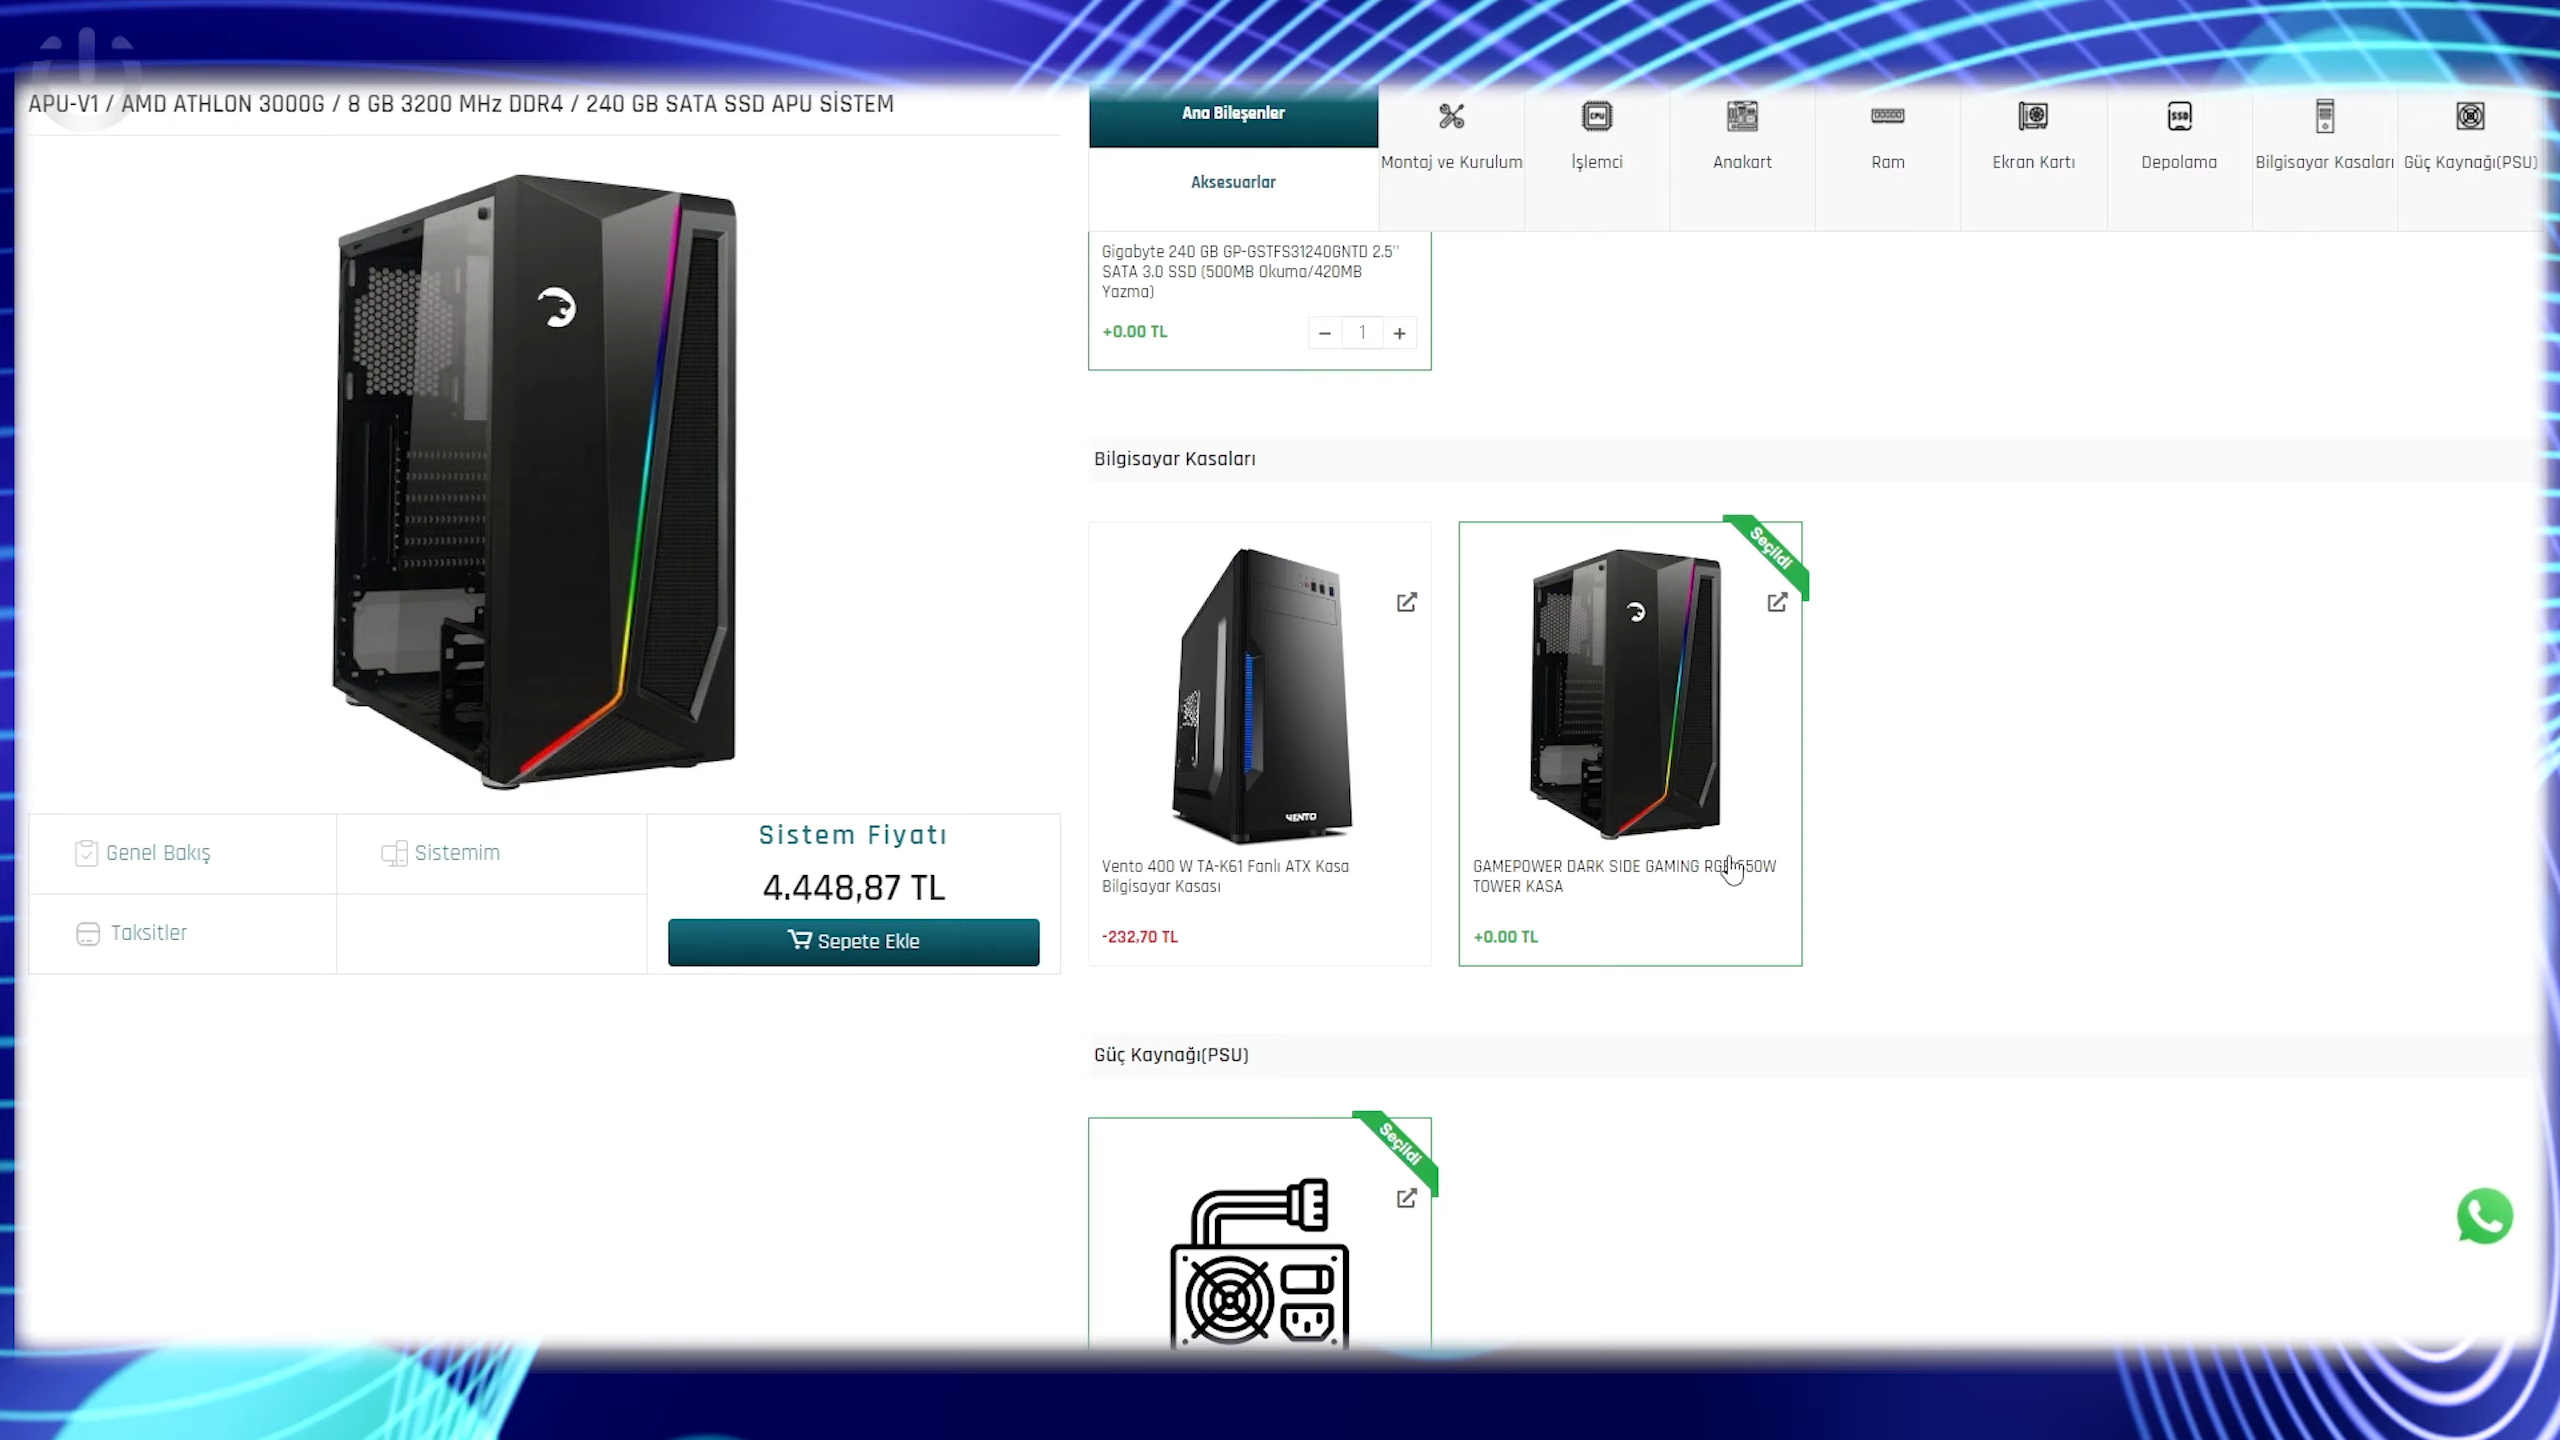 APU-V1 / AMD ATHLON 3000G / 8 GB 3200 MHz DDR4 / 240 GB SATA SSD APU SİSTEM
Genel Bakış
Sistemim
Taksitler
Sistem Fiyatı
4.448,87 TL
Sepete Ekle
Ana Bileşenler
Aksesuarlar
Montaj ve Kurulum
CPU
İşlemci
Anakart
Ram
Ekran Kartı
SSD
Depolama
Bilgisayar Kasaları
Güç Kaynağı(PSU)
Gigabyte 240 GB GP-GSTFS31240GNTD 2.5''
SATA 3.0 SSD (500MB Okuma/420MB
Yazma)
+0.00 TL
− 1 +
Bilgisayar Kasaları
VENTO
Vento 400 W TA-K61 Fanlı ATX Kasa
Bilgisayar Kasası
-232,70 TL
Seçildi
GAMEPOWER DARK SIDE GAMING
TOWER KASA
+0.00 TL
Güç Kaynağı(PSU)
Seçildi